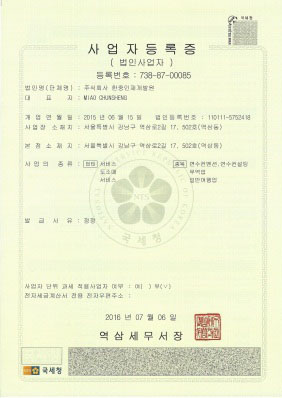 사업자등록증
( 법인사업자 )
등록번호 : 738-87-00085
법인명(단체명) : 주식회사 한중인재개발원
대 표 자 : MIAO CHUNSHENG
개 업 연 월 일 : 2015 년 06 월 15 일 법인등록번호 : 110111-5752418
사업장 소재지 : 서울특별시 강남구 역삼로2길 17, 502호(역삼동)
본 점 소 재 지 : 서울특별시 강남구 역삼로2길 17, 502호(역삼동)
사 업 의 종 류 : 업태 서비스 종목 연수컨벤션, 연수컨설팅
도소매 무역업
서비스 일반여행업
발 급 사 유 : 정정
사업자 단위 과세 적용사업자 여부 : 여( ) 부(∨)
전자세금계산서 전용 전자우편주소 :
2016 년 07 월 06 일
역 삼 세 무 서 장
국세청
NTS
국세청
국세청